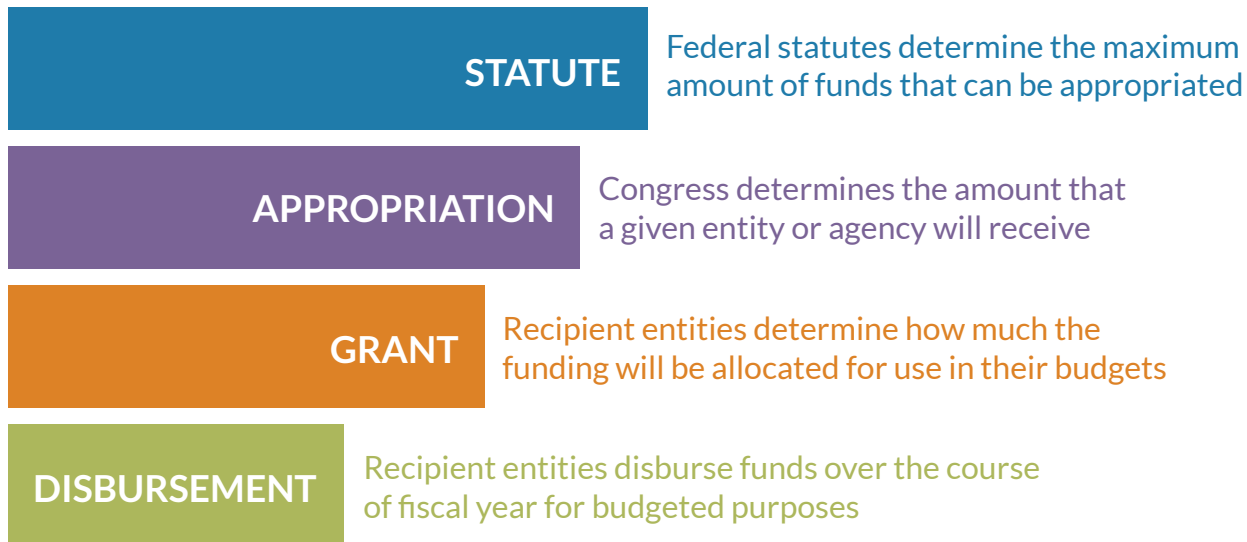 STATUTE
Federal statutes determine the maximum
amount of funds that can be appropriated
APPROPRIATION
Congress determines the amount that
a given entity or agency will receive
GRANT
Recipient entities determine how much the
funding will be allocated for use in their budgets
DISBURSEMENT
Recipient entities disburse funds over the course
of fiscal year for budgeted purposes